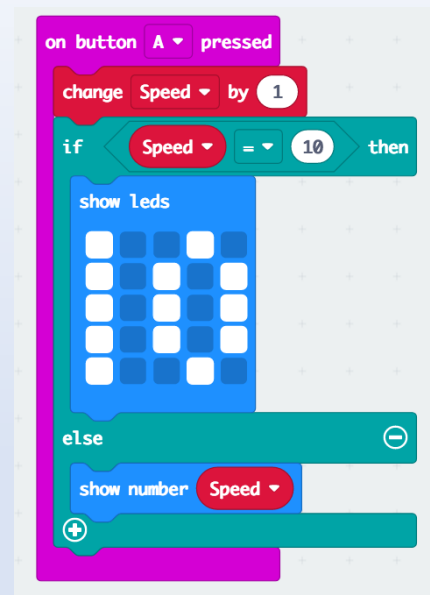 on button A pressed
change Speed by 1
if Speed = 10 then
show leds
else
show number Speed